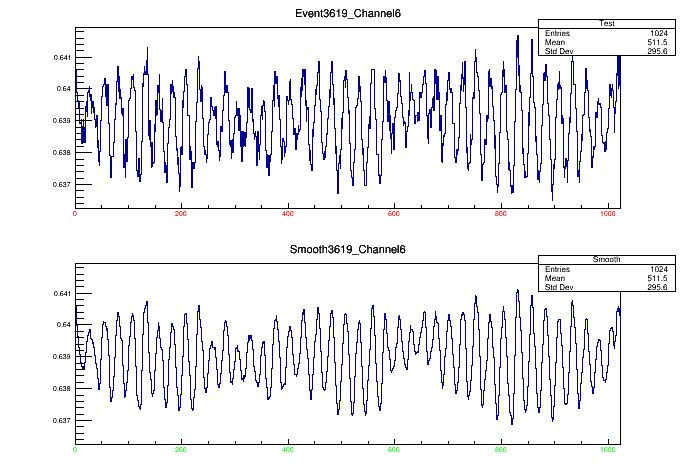 Event3619_Channel6
Test
Entries 1024
Mean 511.5
Std Dev 295.6
0.641
0.64
0.639
0.638
0.637
0 200 400 600 800 1000
Smooth3619_Channel6
Smooth
Entries 1024
Mean 511.5
Std Dev 295.6
0.641
0.64
0.639
0.638
0.637
0 200 400 600 800 1000